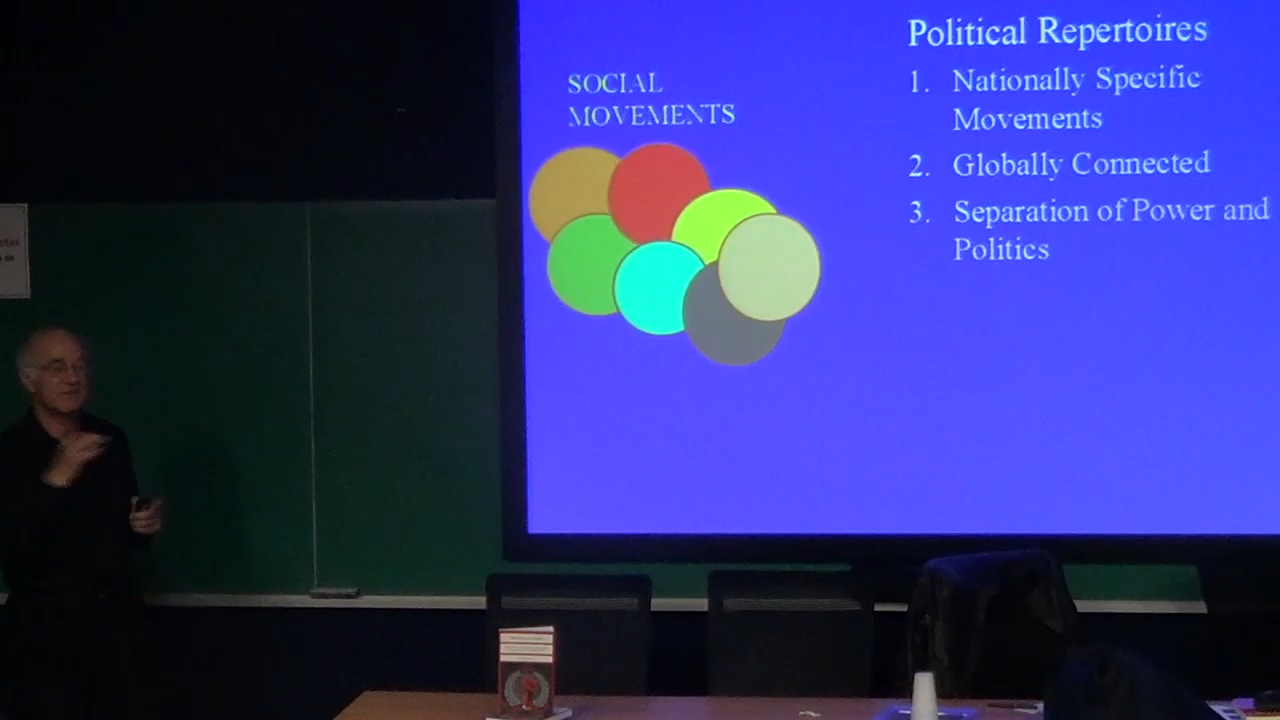 Political Repertoires
SOCIAL
MOVEMENTS
1. Nationally Specific
Movements
2. Globally Connected
3. Separation of Power and
Politics